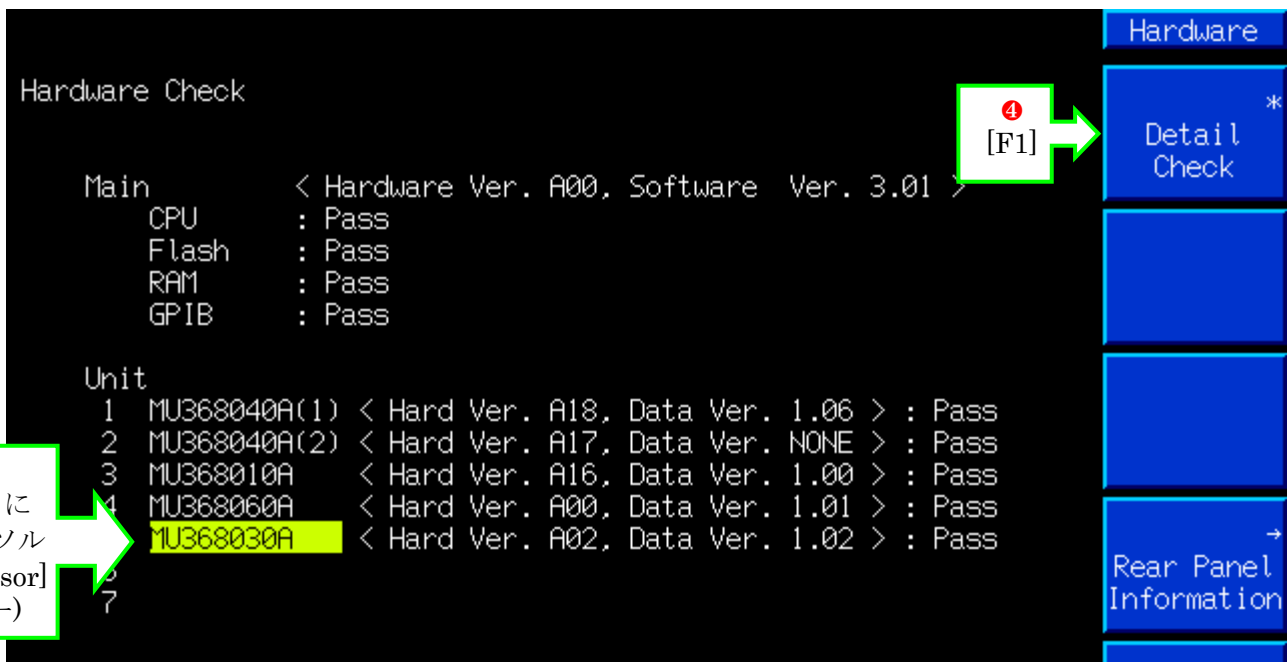 Hardware
Hardware Check
❹
[F1]
*
Detail
Check
Main < Hardware Ver. A00, Software Ver. 3.01 >
CPU : Pass
Flash : Pass
RAM : Pass
GPIB : Pass
Unit
1 MU368040A(1) < Hard Ver. A18, Data Ver. 1.06 > : Pass
2 MU368040A(2) < Hard Ver. A17, Data Ver. NONE > : Pass
3 MU368010A < Hard Ver. A16, Data Ver. 1.00 > : Pass
4 MU368060A < Hard Ver. A00, Data Ver. 1.01 > : Pass
MU368030A < Hard Ver. A02, Data Ver. 1.02 > : Pass
7
に
ソル
sor]
ー)
→
Rear Panel
Information